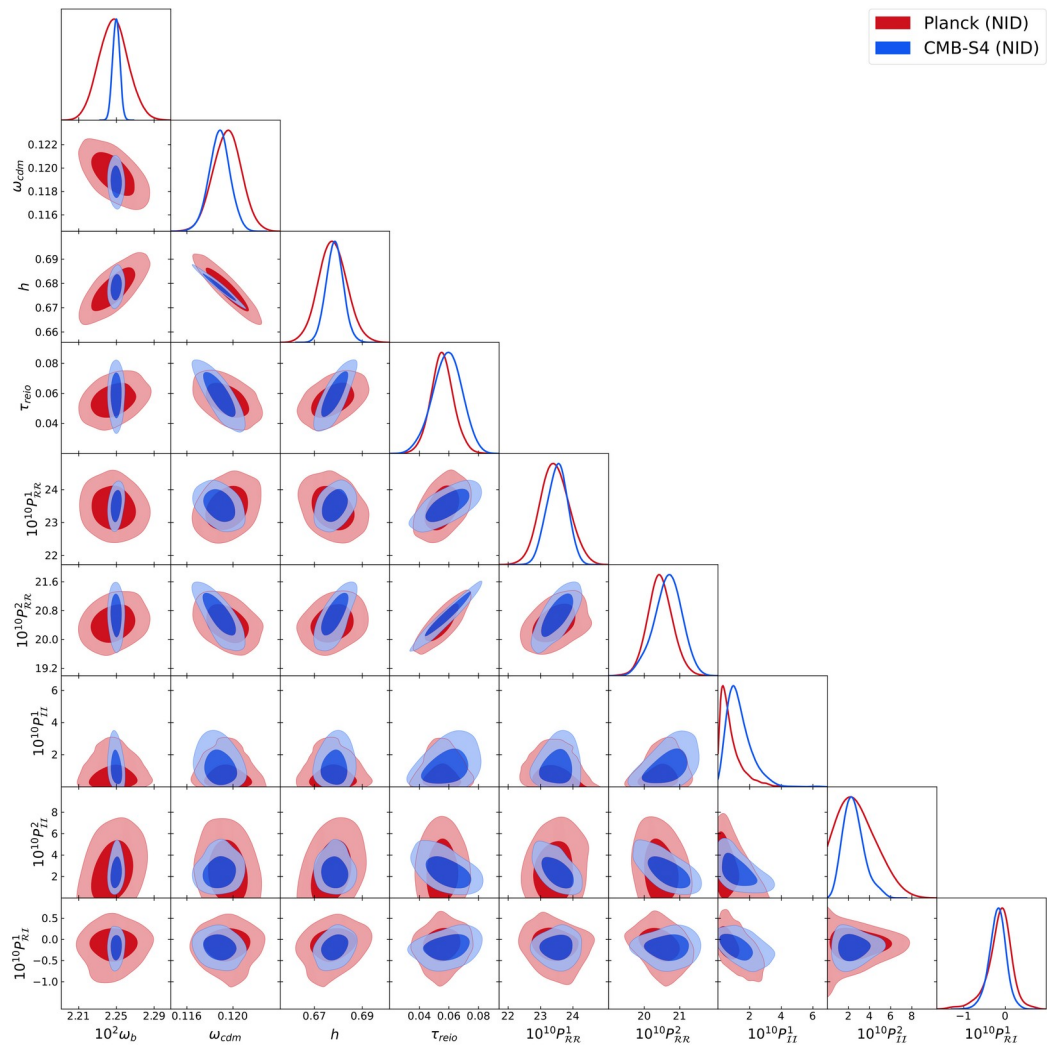 Planck (NID)
CMB-S4 (NID)
ω_cdm
0.122
0.120
0.118
0.116
h
0.69
0.67
0.66
τ_reio
0.08
0.06
0.04
10^10 P^1_RR
24
23
22
10^10 P^2_RR
21.6
20.8
20.0
19.2
10^10 P^1_II
6
4
2
10^10 P^2_II
8
6
4
2
10^10 P^1_RI
0.5
0.0
−0.5
−1.0
2.21 2.25 2.29
0.116 0.120
0.67 0.69
0.04 0.06 0.08
22 23 24
20 21
2 4 6
2 4 6 8
−1 0
10^2 ω_b
ω_cdm
h
τ_reio
10^10 P^1_RR
10^10 P^2_RR
10^10 P^1_II
10^10 P^2_II
10^10 P^1_RI